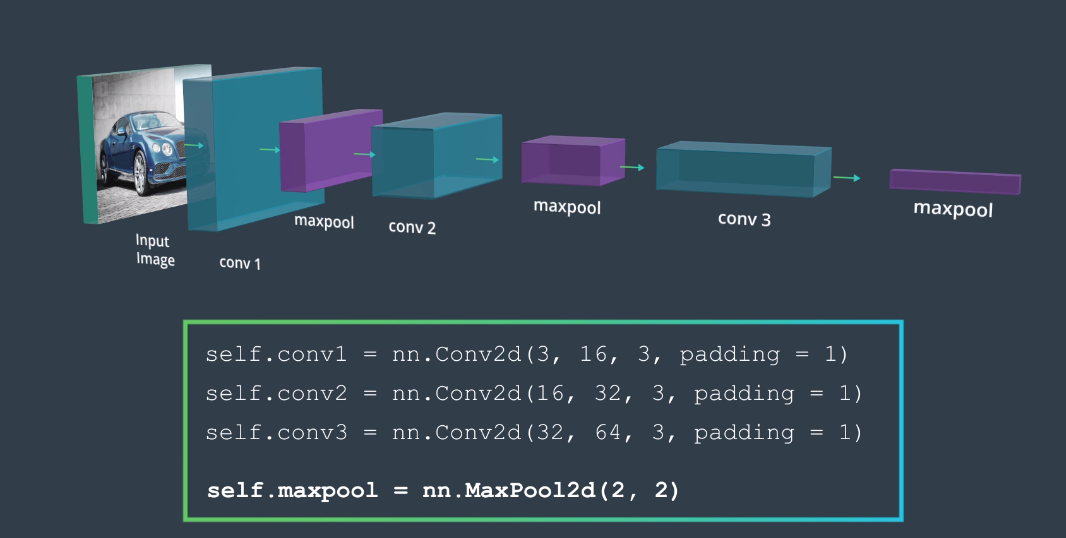 Input
Image
conv 1
maxpool
conv 2
maxpool
conv 3
maxpool
self.conv1 = nn.Conv2d(3, 16, 3, padding = 1)
self.conv2 = nn.Conv2d(16, 32, 3, padding = 1)
self.conv3 = nn.Conv2d(32, 64, 3, padding = 1)
self.maxpool = nn.MaxPool2d(2, 2)